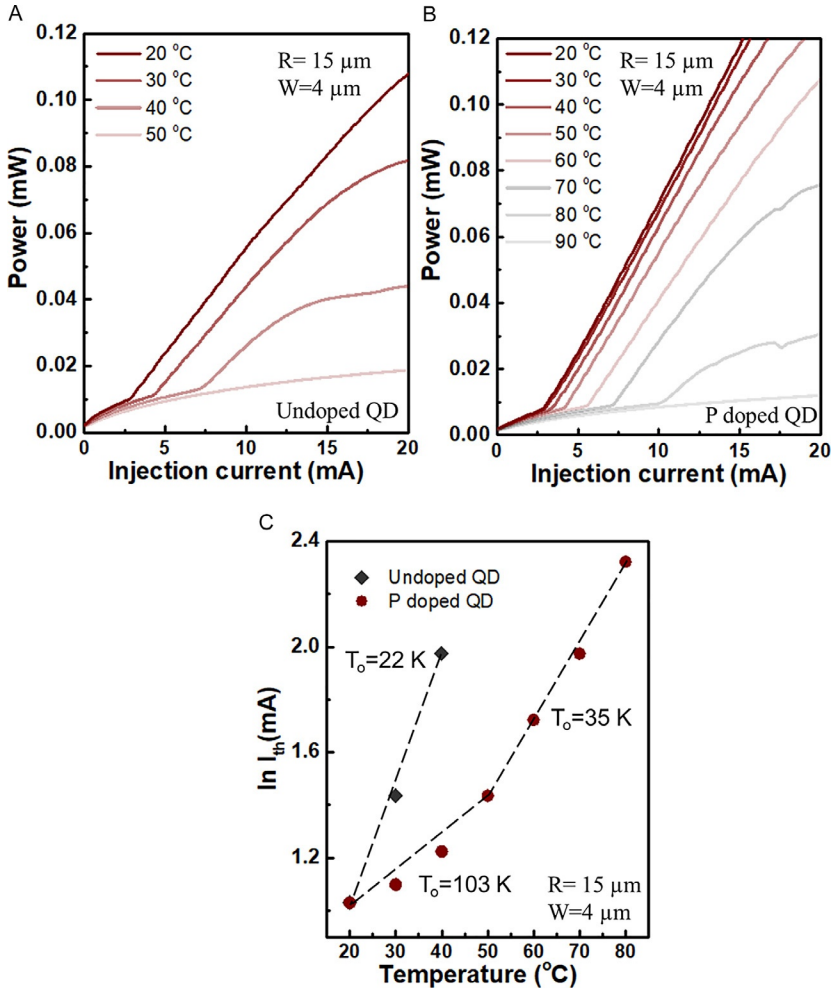 A
20 °C
30 °C
40 °C
50 °C
R= 15 µm
W=4 µm
Undoped QD
Power (mW)
0.12
0.10
0.08
0.06
0.04
0.02
0.00
0 5 10 15 20
Injection current (mA)
B
20 °C
30 °C
40 °C
50 °C
60 °C
70 °C
80 °C
90 °C
R= 15 µm
W=4 µm
P doped QD
Power (mW)
0.12
0.10
0.08
0.06
0.04
0.02
0.00
0 5 10 15 20
Injection current (mA)
C
Undoped QD
P doped QD
To=22 K
To=35 K
To=103 K
R= 15 µm
W=4 µm
ln Ith(mA)
2.4
2.0
1.6
1.2
20 30 40 50 60 70 80
Temperature (°C)